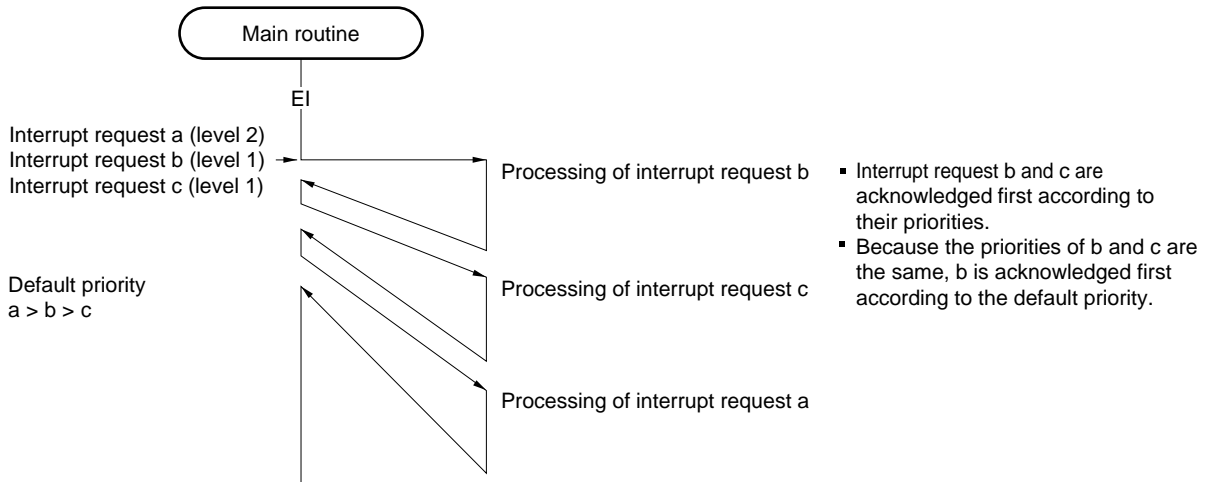 Main routine
EI
Interrupt request a (level 2)
Interrupt request b (level 1)
Interrupt request c (level 1)
Processing of interrupt request b
▪ Interrupt request b and c are
acknowledged first according to
their priorities.
▪ Because the priorities of b and c are
the same, b is acknowledged first
according to the default priority.
Default priority
a > b > c
Processing of interrupt request c
Processing of interrupt request a